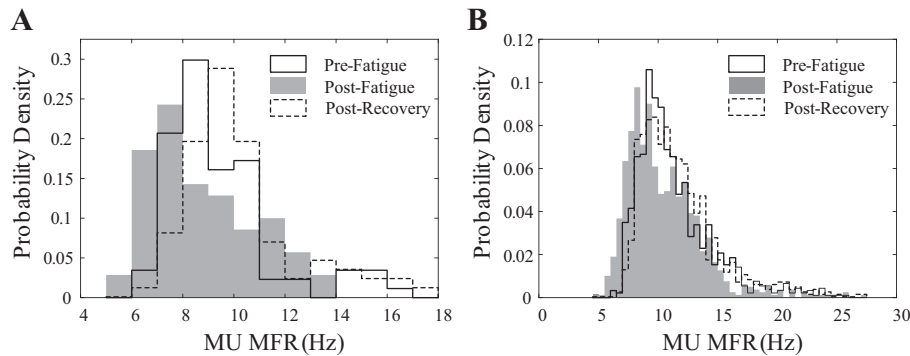 A
0.3
0.25
0.2
0.15
0.1
0.05
0
Probability Density
Pre-Fatigue
Post-Fatigue
Post-Recovery
4 6 8 10 12 14 16 18
MU MFR(Hz)
B
0.12
0.1
0.08
0.06
0.04
0.02
0
Probability Density
Pre-Fatigue
Post-Fatigue
Post-Recovery
0 5 10 15 20 25 30
MU MFR(Hz)